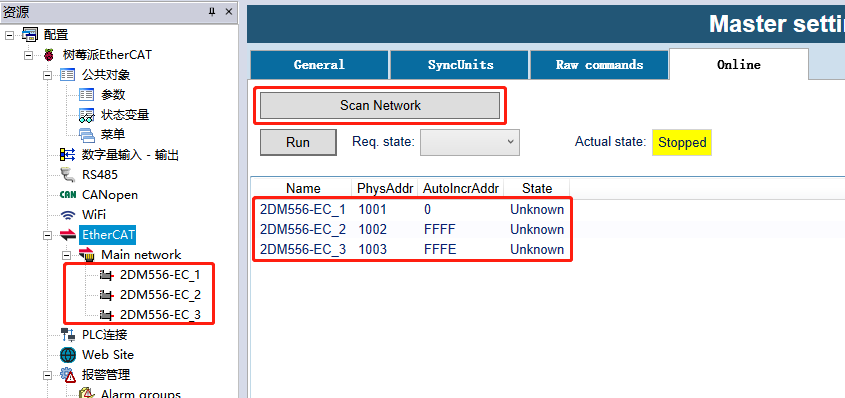 资源
配置
树莓派EtherCAT
公共对象
参数
状态变量
菜单
数字量输入 - 输出
RS485
CAN CANopen
WiFi
EtherCAT
Main network
2DM556-EC_1
2DM556-EC_2
2DM556-EC_3
PLC连接
Web Site
报警管理
Alarm groups
General SyncUnits Raw commands Online
Scan Network
Run Req. state: Actual state: Stopped
Name PhysAddr AutoIncrAddr State
2DM556-EC_1 1001 0 Unknown
2DM556-EC_2 1002 FFFF Unknown
2DM556-EC_3 1003 FFFE Unknown